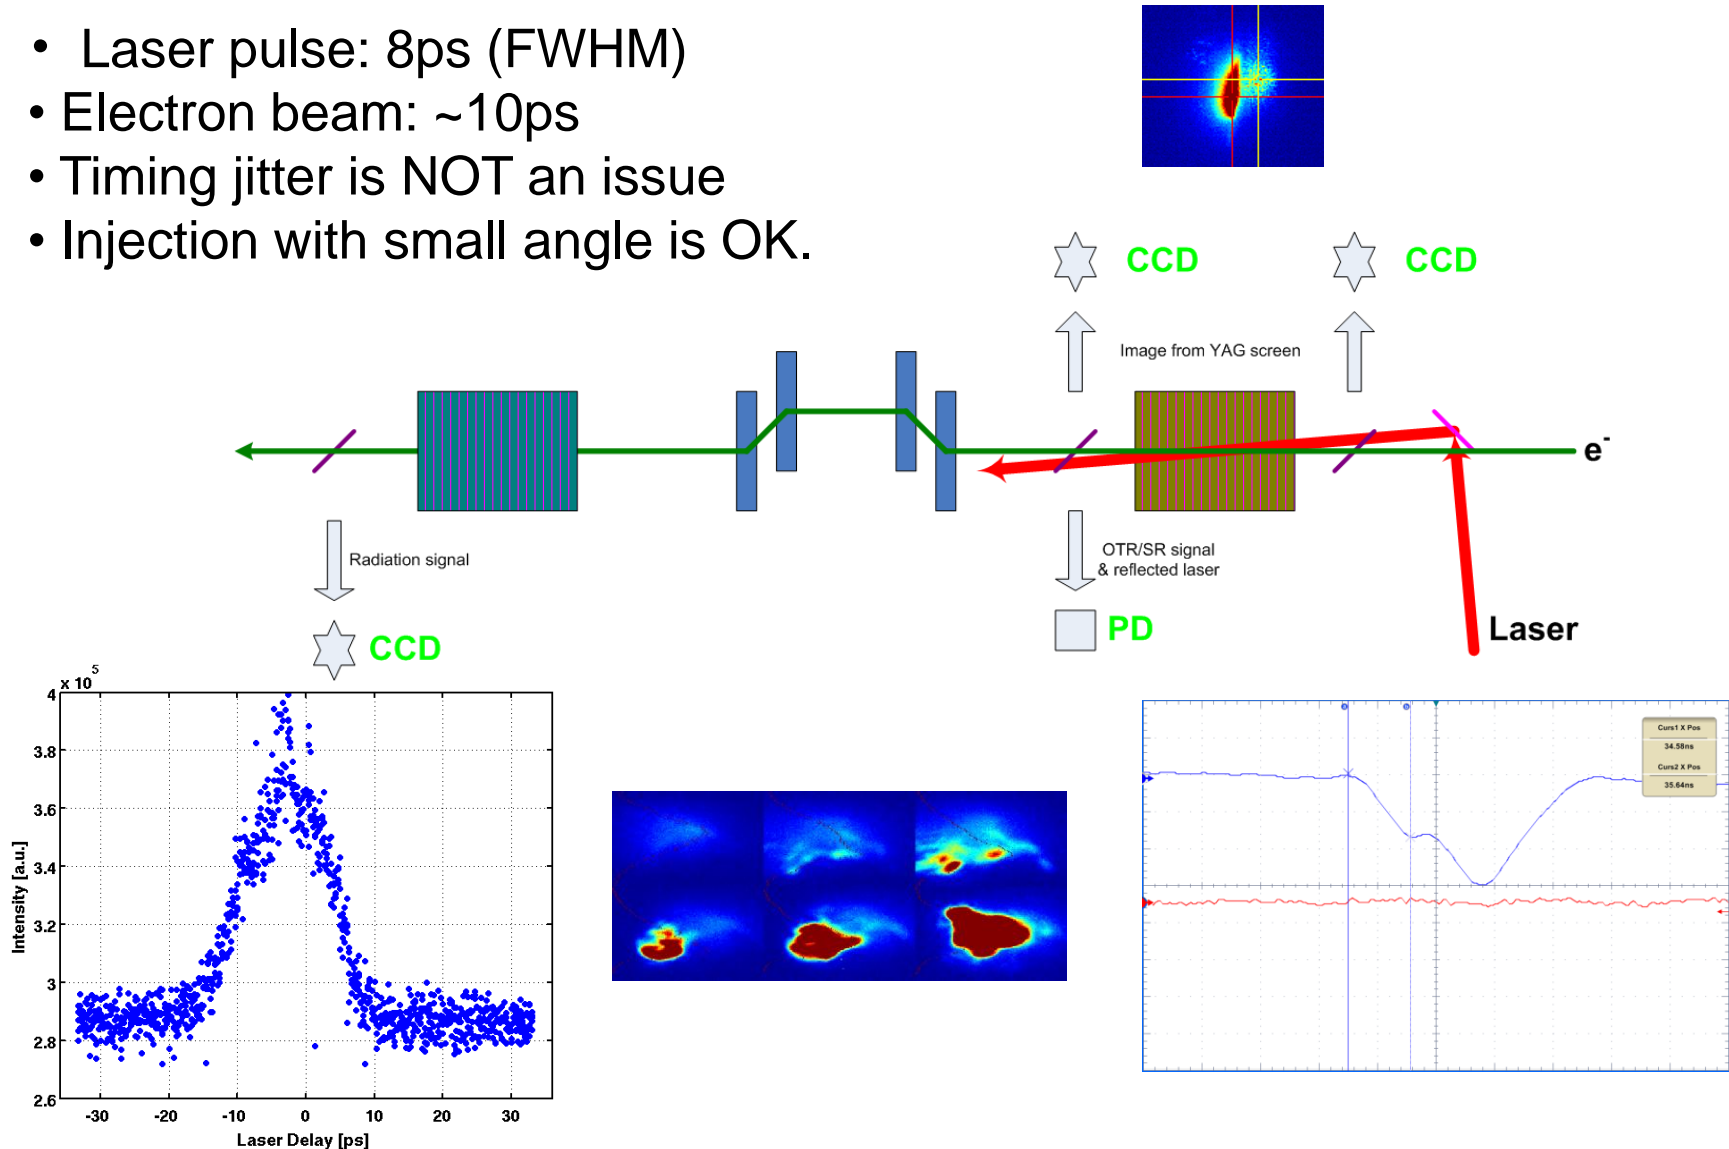 • Laser pulse: 8ps (FWHM)
• Electron beam: ~10ps
• Timing jitter is NOT an issue
• Injection with small angle is OK.
CCD
CCD
Image from YAG screen
e-
Radiation signal
OTR/SR signal
& reflected laser
CCD
PD
Laser
x 10^5
4
3.8
3.6
3.4
3.2
3
2.8
2.6
Intensity [a.u.]
-30
-20
-10
0
10
20
30
Laser Delay [ps]
a
b
Curs1 X Pos
34.58ns
Curs2 X Pos
35.64ns